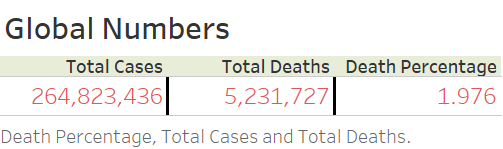 Global Numbers
Total Cases Total Deaths Death Percentage
264,823,436 5,231,727 1.976
Death Percentage, Total Cases and Total Deaths.